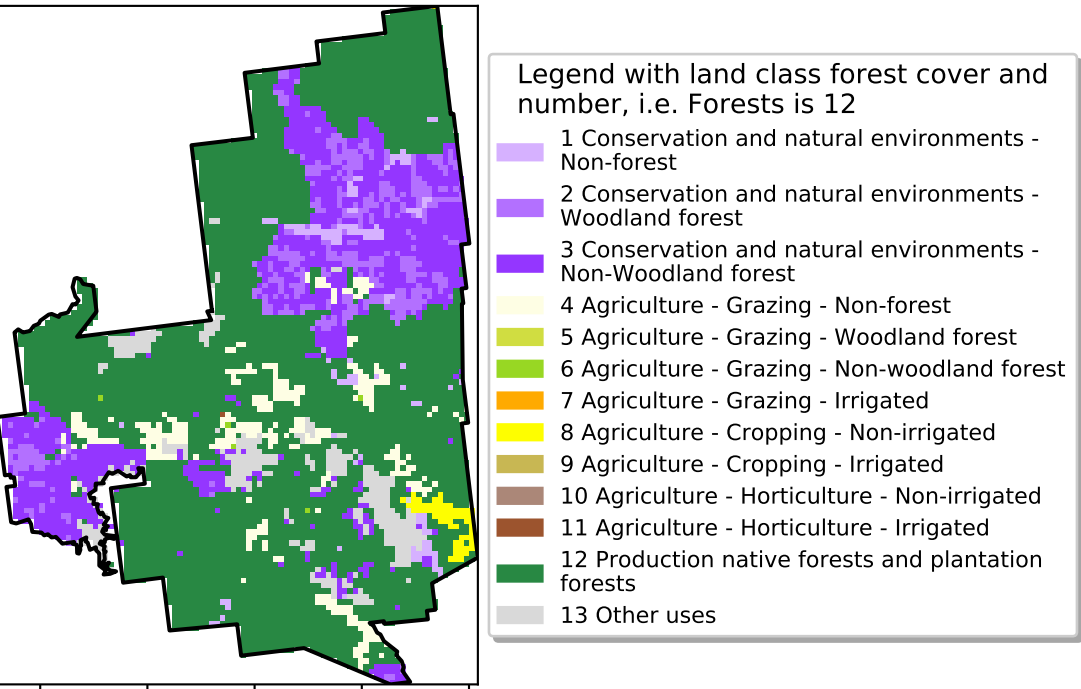 Legend with land class forest cover and
number, i.e. Forests is 12
1 Conservation and natural environments -
Non-forest
2 Conservation and natural environments -
Woodland forest
3 Conservation and natural environments -
Non-Woodland forest
4 Agriculture - Grazing - Non-forest
5 Agriculture - Grazing - Woodland forest
6 Agriculture - Grazing - Non-woodland forest
7 Agriculture - Grazing - Irrigated
8 Agriculture - Cropping - Non-irrigated
9 Agriculture - Cropping - Irrigated
10 Agriculture - Horticulture - Non-irrigated
11 Agriculture - Horticulture - Irrigated
12 Production native forests and plantation
forests
13 Other uses